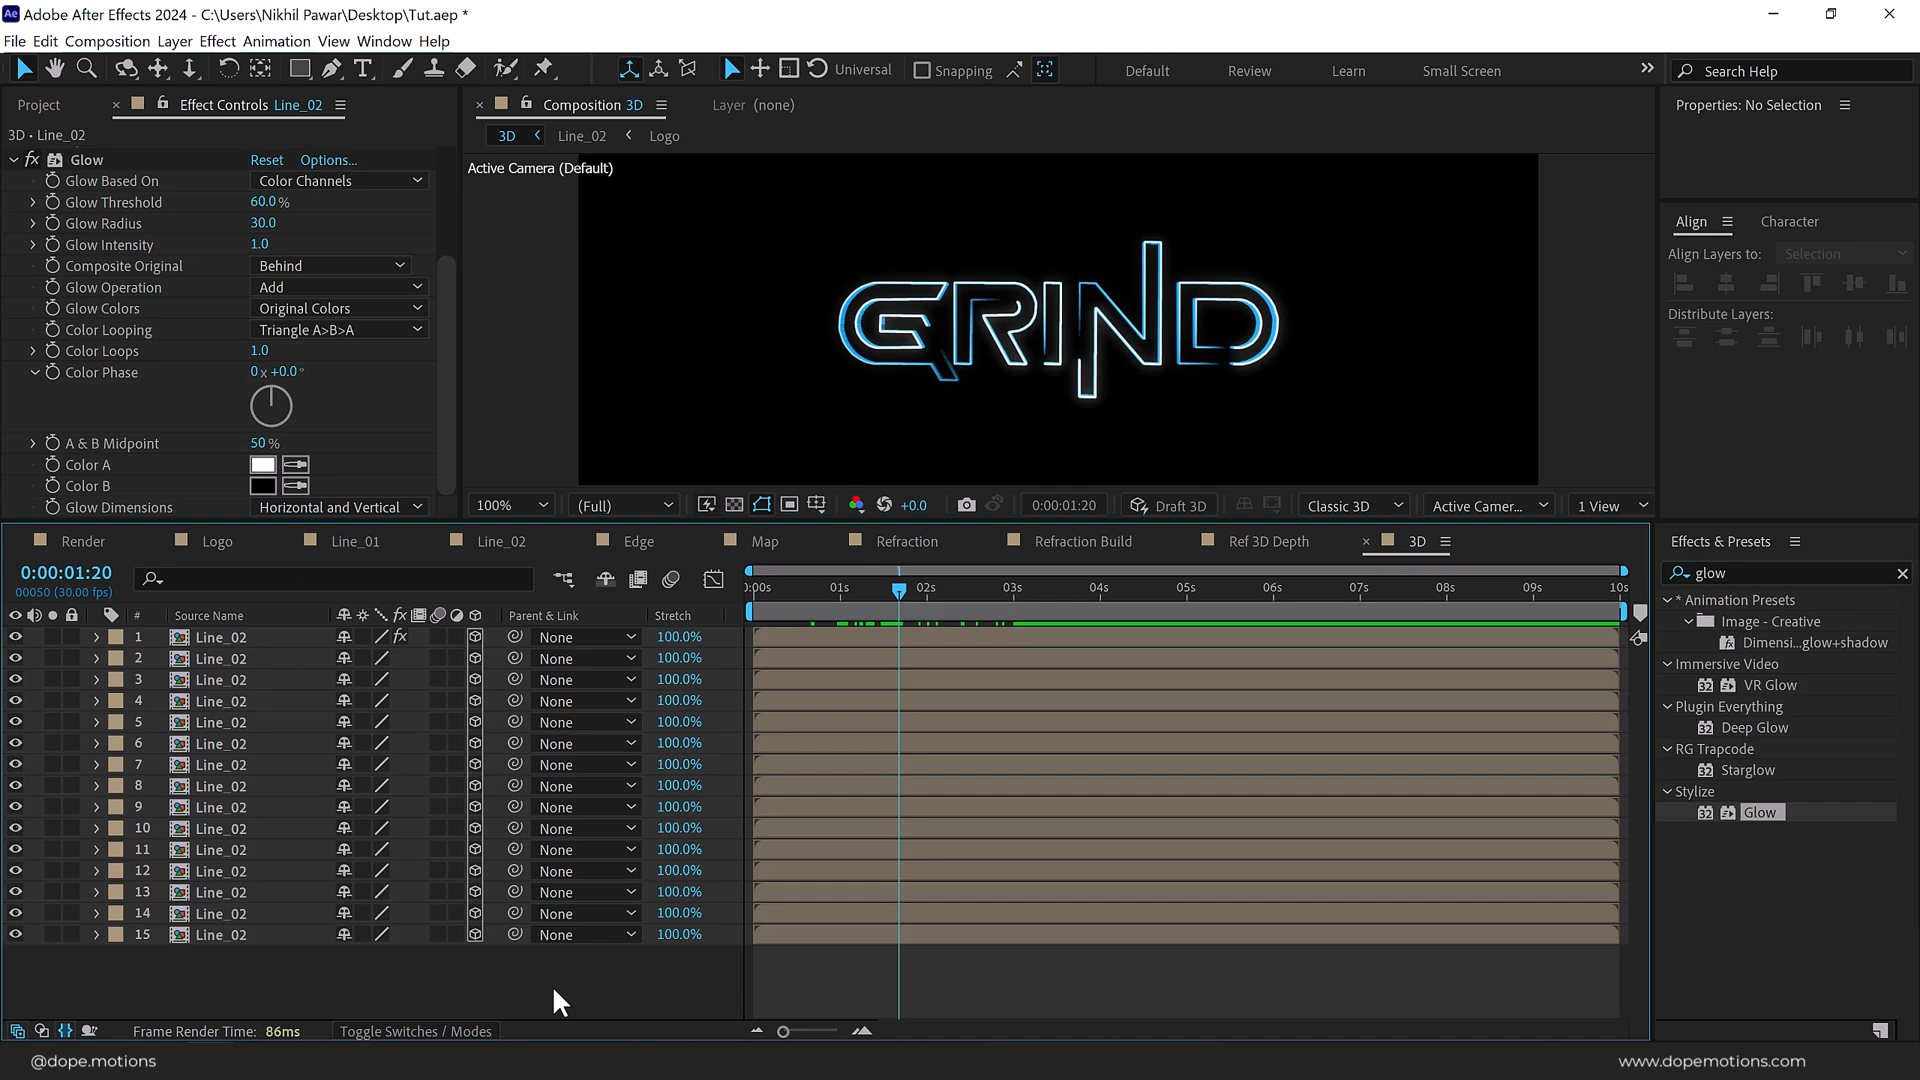 Adobe After Effects 2024 - C:\Users\Nikhil Pawar\Desktop\Tut.aep *
File Edit Composition Layer Effect Animation View Window Help
Universal Snapping Default Review Learn Small Screen Search Help
Project Effect Controls Line_02
3D • Line_02
fx Glow Reset Options...
Glow Based On Color Channels
Glow Threshold 60.0 %
Glow Radius 30.0
Glow Intensity 1.0
Composite Original Behind
Glow Operation Add
Glow Colors Original Colors
Color Looping Triangle A>B>A
Color Loops 1.0
Color Phase 0 x +0.0 °
A & B Midpoint 50 %
Color A
Color B
Glow Dimensions Horizontal and Vertical
Composition 3D Layer (none)
3D Line_02 Logo
Active Camera (Default)
GRIND
100% (Full) +0.0 0:00:01:20 Draft 3D Classic 3D Active Camer... 1 View
Properties: No Selection
Align Character
Align Layers to: Selection
Distribute Layers:
Render Logo Line_01 Line_02 Edge Map Refraction Refraction Build Ref 3D Depth 3D
0:00:01:20
00050 (30.00 fps)
:00s 01s 02s 03s 04s 05s 06s 07s 08s 09s 10s
# Source Name fx Parent & Link Stretch
1 Line_02 fx None 100.0%
2 Line_02 None 100.0%
3 Line_02 None 100.0%
4 Line_02 None 100.0%
5 Line_02 None 100.0%
6 Line_02 None 100.0%
7 Line_02 None 100.0%
8 Line_02 None 100.0%
9 Line_02 None 100.0%
10 Line_02 None 100.0%
11 Line_02 None 100.0%
12 Line_02 None 100.0%
13 Line_02 None 100.0%
14 Line_02 None 100.0%
15 Line_02 None 100.0%
Frame Render Time: 86ms Toggle Switches / Modes
Effects & Presets
glow
* Animation Presets
Image - Creative
Dimensi...glow+shadow
Immersive Video
32 VR Glow
Plugin Everything
32 Deep Glow
RG Trapcode
32 Starglow
Stylize
32 Glow
@dope.motions
www.dopemotions.com